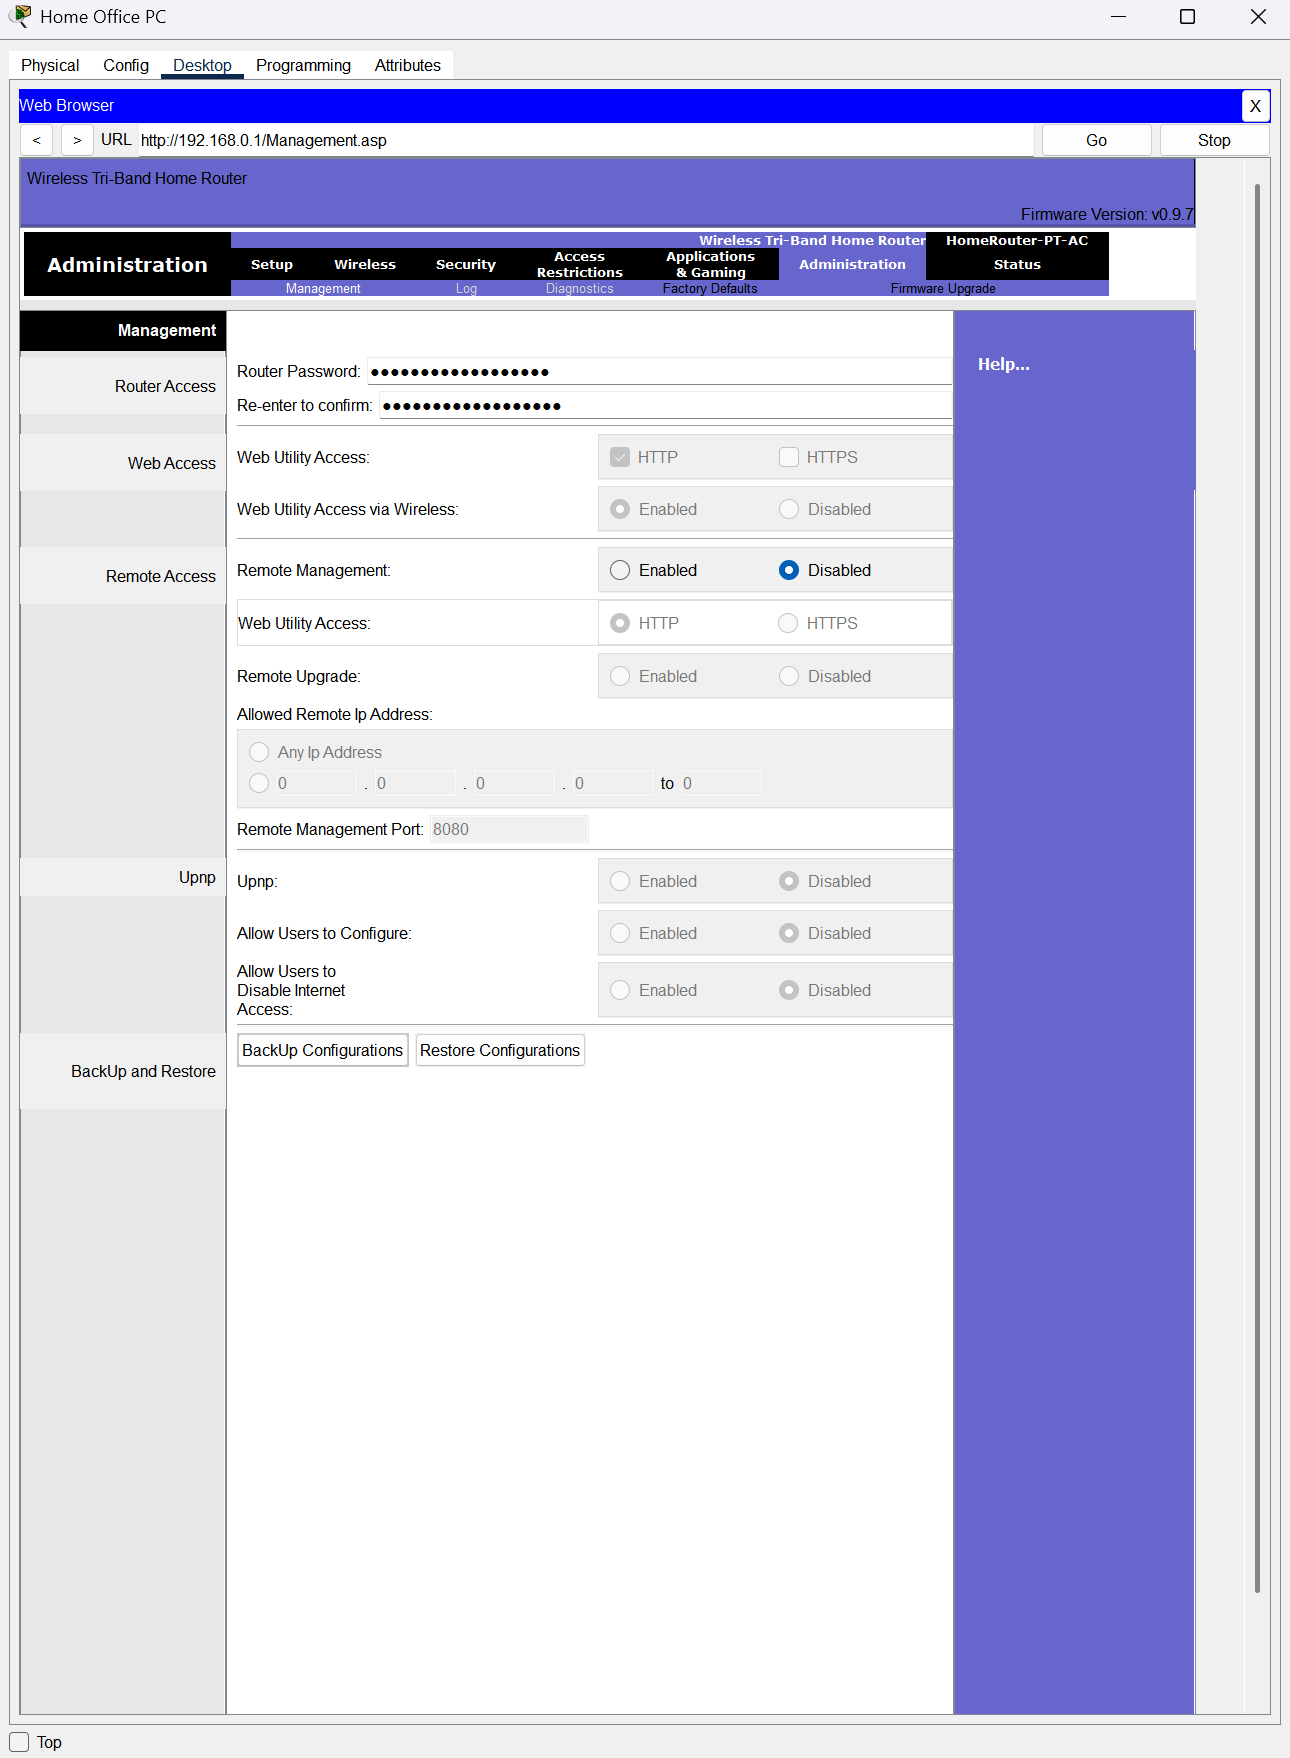 Home Office PC
Physical Config Desktop Programming Attributes
Web Browser X
< > URL http://192.168.0.1/Management.asp Go Stop
Wireless Tri-Band Home Router
Firmware Version: v0.9.7
Wireless Tri-Band Home Router HomeRouter-PT-AC
Administration Setup Wireless Security Access Restrictions Applications & Gaming Administration Status
Management Log Diagnostics Factory Defaults Firmware Upgrade
Management
Help...
Router Access
Router Password: ●●●●●●●●●●●●●●●●●●
Re-enter to confirm: ●●●●●●●●●●●●●●●●●●
Web Access
Web Utility Access: HTTP HTTPS
Web Utility Access via Wireless: Enabled Disabled
Remote Access
Remote Management: Enabled Disabled
Web Utility Access: HTTP HTTPS
Remote Upgrade: Enabled Disabled
Allowed Remote Ip Address:
Any Ip Address
0 . 0 . 0 . 0 to 0
Remote Management Port: 8080
Upnp
Upnp: Enabled Disabled
Allow Users to Configure: Enabled Disabled
Allow Users to
Disable Internet Enabled Disabled
Access:
BackUp and Restore
BackUp Configurations Restore Configurations
Top